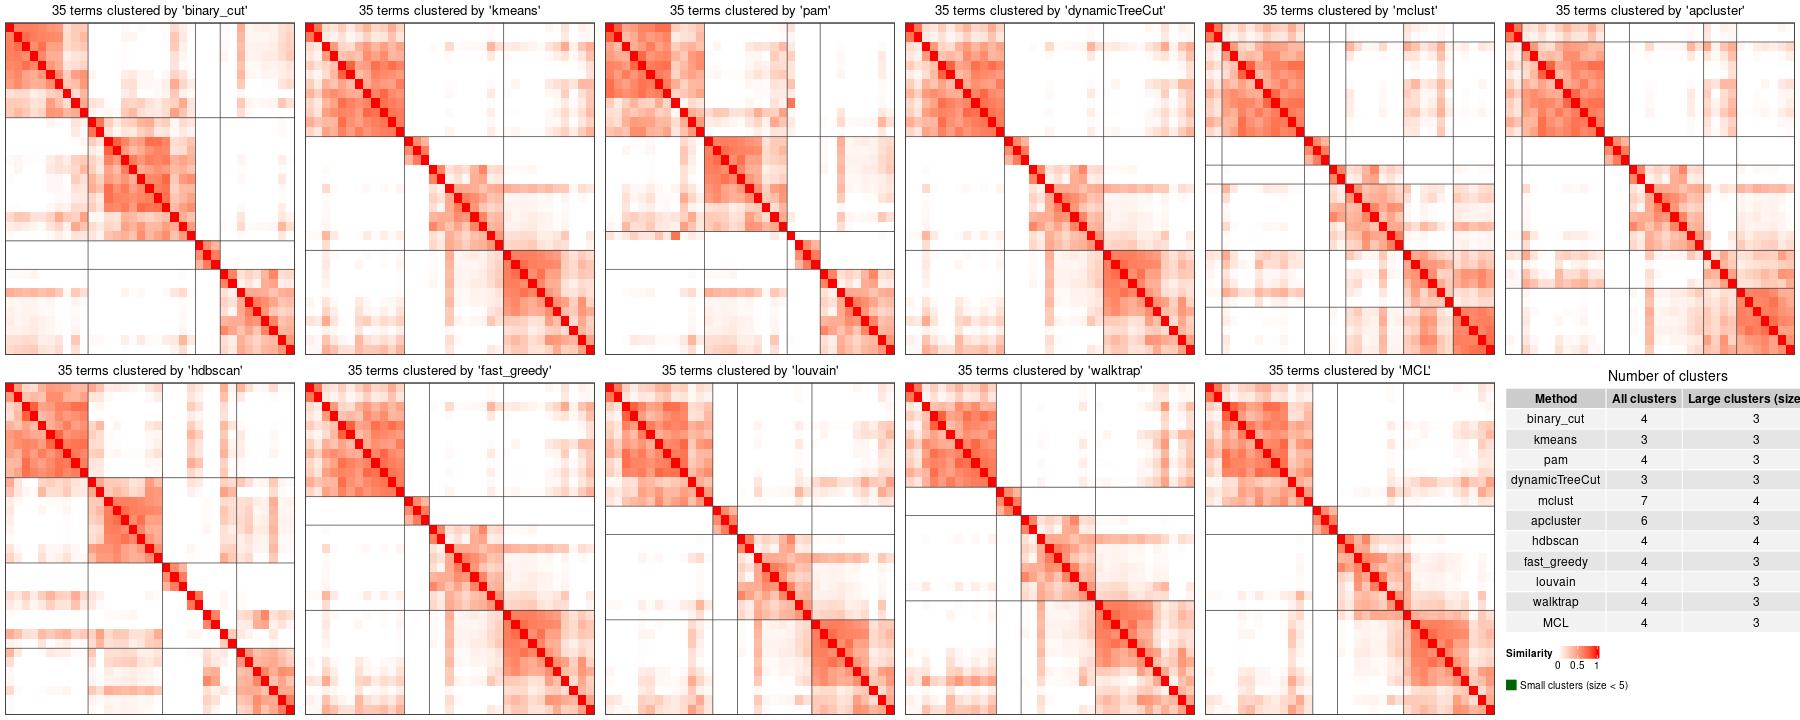 35 terms clustered by 'binary_cut'
35 terms clustered by 'kmeans'
35 terms clustered by 'pam'
35 terms clustered by 'dynamicTreeCut'
35 terms clustered by 'mclust'
35 terms clustered by 'apcluster'
35 terms clustered by 'hdbscan'
35 terms clustered by 'fast_greedy'
35 terms clustered by 'louvain'
35 terms clustered by 'walktrap'
35 terms clustered by 'MCL'
Number of clusters
Method All clusters Large clusters (size
binary_cut 4 3
kmeans 3 3
pam 4 3
dynamicTreeCut 3 3
mclust 7 4
apcluster 6 3
hdbscan 4 4
fast_greedy 4 3
louvain 4 3
walktrap 4 3
MCL 4 3
Similarity
0 0.5 1
Small clusters (size < 5)